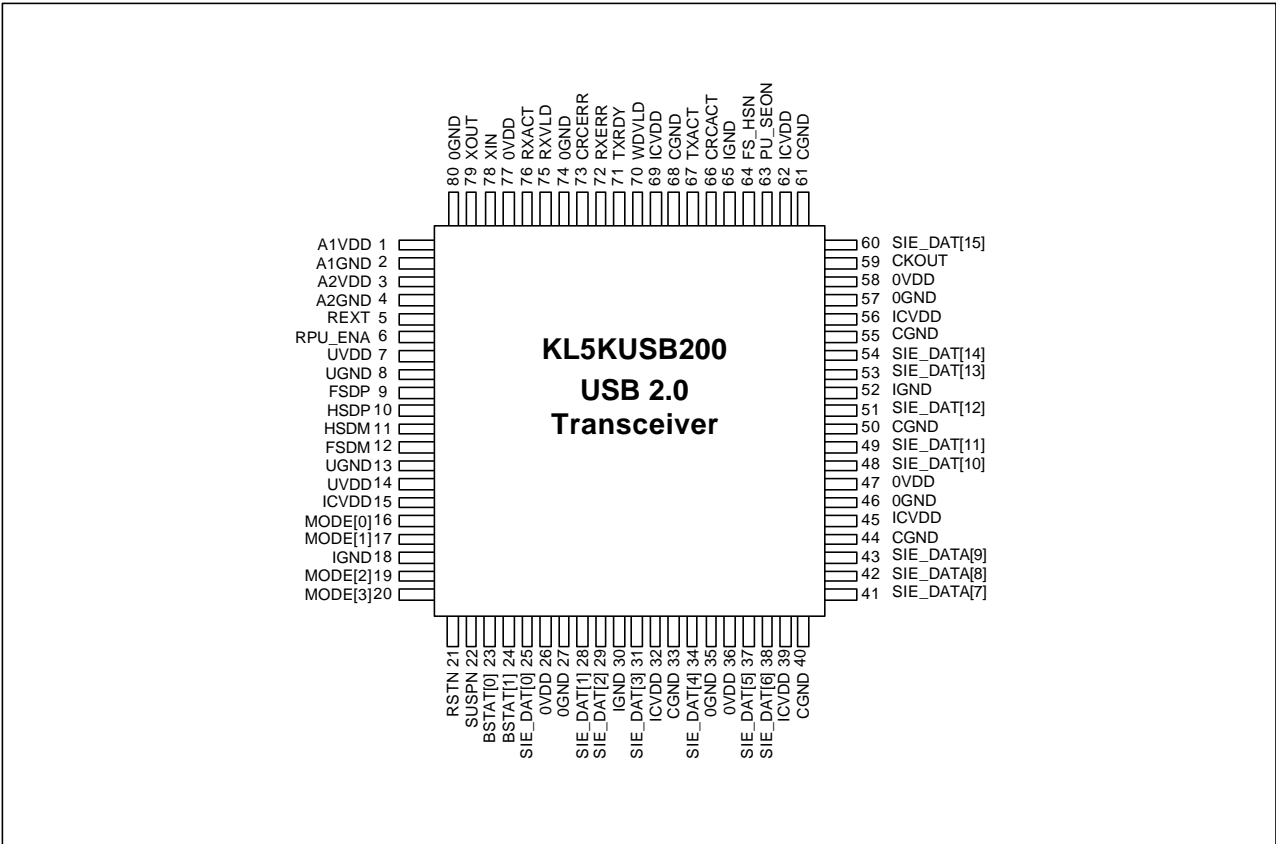 80 0GND
79 XOUT
78 XIN
77 0VDD
76 RXACT
75 RXVLD
74 0GND
73 CRCERR
72 RXERR
71 TXRDY
70 WDVLD
69 ICVDD
68 CGND
67 TXACT
66 CRCACT
65 IGND
64 FS_HSN
63 PU_SEON
62 ICVDD
61 CGND
A1VDD 1
A1GND 2
A2VDD 3
A2GND 4
REXT 5
RPU_ENA 6
UVDD 7
UGND 8
FSDP 9
HSDP 10
HSDM 11
FSDM 12
UGND 13
UVDD 14
ICVDD 15
MODE[0] 16
MODE[1] 17
IGND 18
MODE[2] 19
MODE[3] 20
KL5KUSB200
USB 2.0
Transceiver
60 SIE_DAT[15]
59 CKOUT
58 0VDD
57 0GND
56 ICVDD
55 CGND
54 SIE_DAT[14]
53 SIE_DAT[13]
52 IGND
51 SIE_DAT[12]
50 CGND
49 SIE_DAT[11]
48 SIE_DAT[10]
47 0VDD
46 0GND
45 ICVDD
44 CGND
43 SIE_DATA[9]
42 SIE_DATA[8]
41 SIE_DATA[7]
RSTN 21
SUSPN 22
BSTAT[0] 23
BSTAT[1] 24
SIE_DAT[0] 25
0VDD 26
0GND 27
SIE_DAT[1] 28
SIE_DAT[2] 29
IGND 30
SIE_DAT[3] 31
ICVDD 32
CGND 33
SIE_DAT[4] 34
0GND 35
0VDD 36
SIE_DAT[5] 37
SIE_DAT[6] 38
ICVDD 39
CGND 40